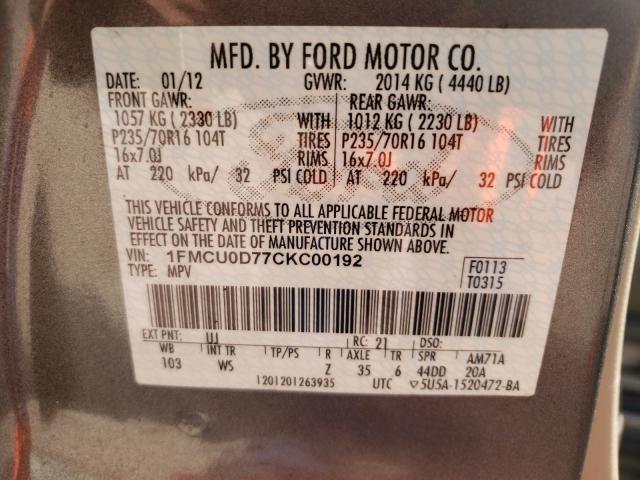 MFD. BY FORD MOTOR CO.
DATE: 01/12 GVWR: 2014 KG ( 4440 LB)
FRONT GAWR: REAR GAWR:
1057 KG ( 2330 LB) WITH 1012 KG ( 2230 LB) WITH
P235/70R16 104T TIRES P235/70R16 104T TIRES
16x7.0J RIMS 16x7.0J RIMS
AT 220 kPa/ 32 PSI COLD AT 220 kPa/ 32 PSI COLD
THIS VEHICLE CONFORMS TO ALL APPLICABLE FEDERAL MOTOR
VEHICLE SAFETY AND THEFT PREVENTION STANDARDS IN
EFFECT ON THE DATE OF MANUFACTURE SHOWN ABOVE.
VIN: 1FMCU0D77CKC00192
TYPE: MPV
F0113
T0315
EXT PNT: UJ RC: 21 DSO:
WB INT TR TP/PS R AXLE TR SPR AM71A
103 WS Z 35 6 44DD 20A
1201201263935 UTC ▽5U5A-1520472-BA